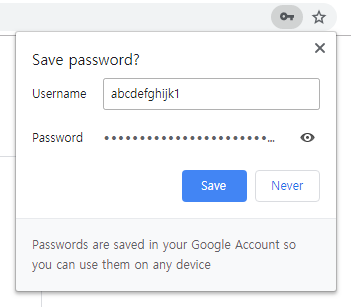 Save password?
Username
abcdefghijk1
Password
••••••••••••••••••••••••...
Save
Never
Passwords are saved in your Google Account so
you can use them on any device